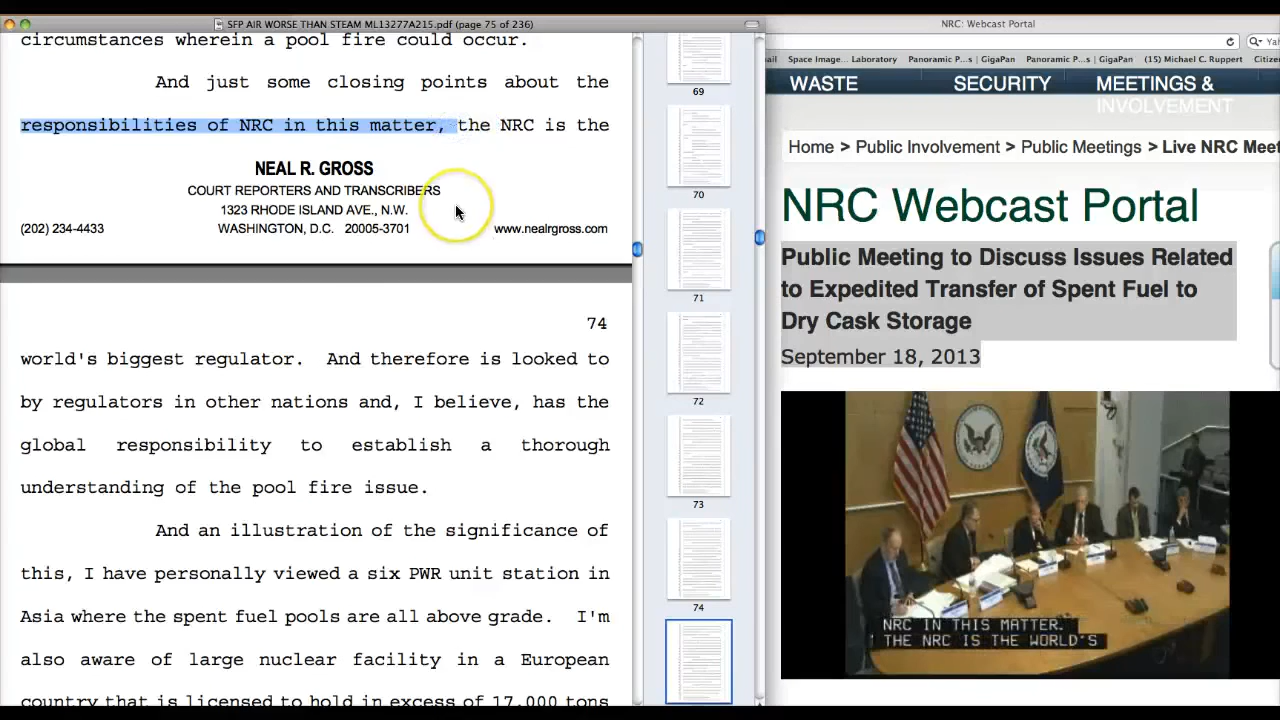 SFP AIR WORSE THAN STEAM ML13277A215.pdf (page 75 of 236)
circumstances wherein a pool fire could occur.
And just some closing points about the
responsibilities of NRC in this matter, the NRC is the
NEAL R. GROSS
COURT REPORTERS AND TRANSCRIBERS
1323 RHODE ISLAND AVE., N.W.
(202) 234-4433 WASHINGTON, D.C. 20005-3701 www.nealrgross.com
74
world's biggest regulator. And therefore is looked to
by regulators in other nations and, I believe, has the
global responsibility to establish a thorough
understanding of the pool fire issue
And an illustration of the significance of
this, I have personally viewed a six unit station in
Asia where the spent fuel pools are all above grade. I'm
also aware a large nuclear facility in a European
hold in excess of 17,000 tons
69
70
71
72
73
74
NRC: Webcast Portal
Space Image... Laboratory Panoramic P...s | GigaPan Panoramic P...s | GigaPan (15) Michael C. Ruppert
WASTE SECURITY MEETINGS &
INVOLVEMENT
Home > Public Involvement > Public Meetings > Live NRC Meet
NRC Webcast Portal
Public Meeting to Discuss Issues Related
to Expedited Transfer of Spent Fuel to
Dry Cask Storage
September 18, 2013
NRC IN THIS MATTER.
THE NRC IS THE WORLD'S